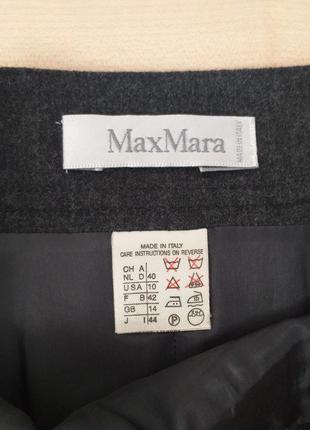 MaxMara
MADE IN ITALY
MADE IN ITALY
CARE INSTRUCTIONS ON REVERSE
CH A
NL D 40
USA 10
F B 42
GB 14
J I 44
P